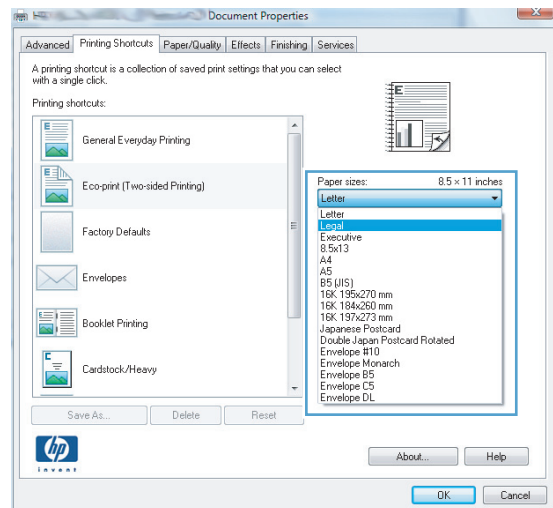 Document Properties
Advanced
Printing Shortcuts
Paper/Quality
Effects
Finishing
Services
A printing shortcut is a collection of saved print settings that you can select
with a single click.
Printing shortcuts:
General Everyday Printing
Eco-print (Two-sided Printing)
Factory Defaults
Envelopes
Booklet Printing
Cardstock/Heavy
Paper sizes:
8.5 × 11 inches
Letter
Letter
Legal
Executive
8.5x13
A4
A5
B5 (JIS)
16K 195x270 mm
16K 184x260 mm
16K 197x273 mm
Japanese Postcard
Double Japan Postcard Rotated
Envelope #10
Envelope Monarch
Envelope B5
Envelope C5
Envelope DL
Save As...
Delete
Reset
hp
invent
About...
Help
OK
Cancel